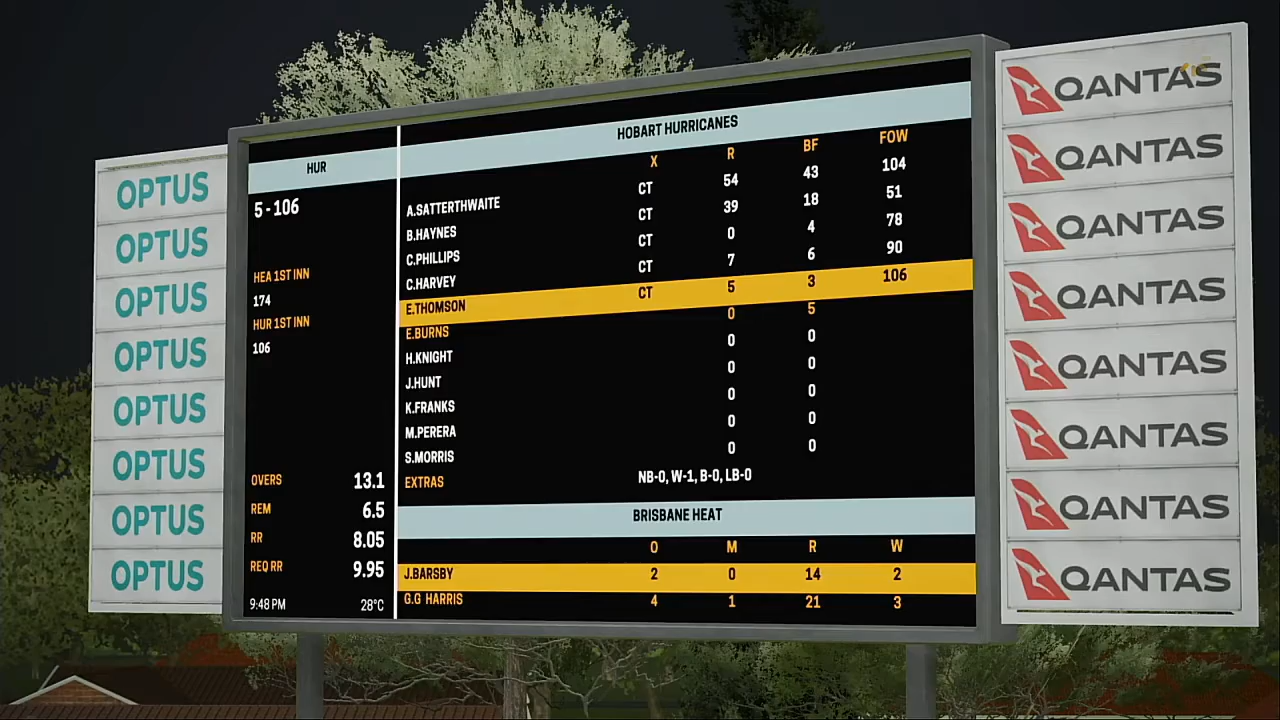 OPTUS
OPTUS
OPTUS
OPTUS
OPTUS
OPTUS
OPTUS
OPTUS
HUR
5 - 106
HEA 1ST INN
174
HUR 1ST INN
106
OVERS 13.1
REM 6.5
RR 8.05
REQ RR 9.95
9:48 PM 28°C
HOBART HURRICANES
X R BF FOW
A.SATTERTHWAITE CT 54 43 104
B.HAYNES CT 39 18 51
C.PHILLIPS CT 0 4 78
C.HARVEY CT 7 6 90
E.THOMSON CT 5 3 106
E.BURNS 0 5
H.KNIGHT 0 0
J.HUNT 0 0
K.FRANKS 0 0
M.PERERA 0 0
S.MORRIS 0 0
EXTRAS NB-0, W-1, B-0, LB-0
BRISBANE HEAT
O M R W
J.BARSBY 2 0 14 2
G.G HARRIS 4 1 21 3
QANTAS
QANTAS
QANTAS
QANTAS
QANTAS
QANTAS
QANTAS
QANTAS